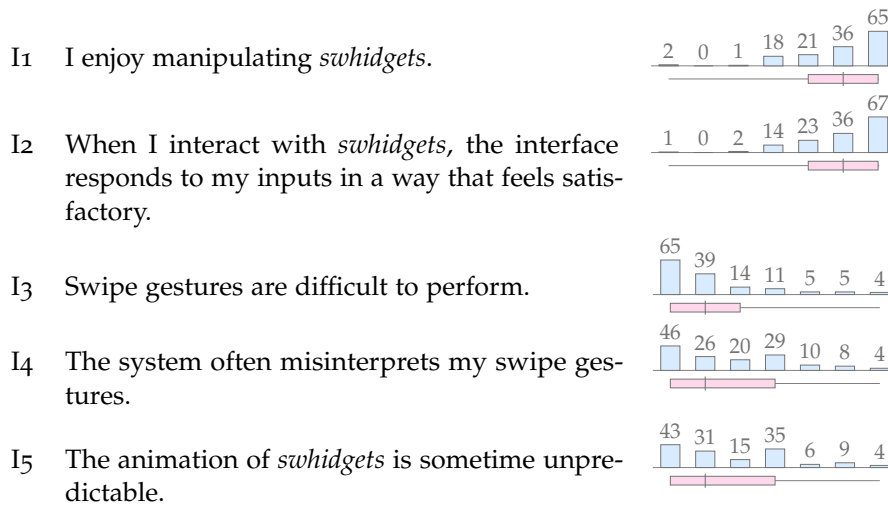 2 0 1 18 21 36 65
I1 I enjoy manipulating swhidgets.
1 0 2 14 23 36 67
I2 When I interact with swhidgets, the interface
responds to my inputs in a way that feels satis-
factory.
65 39 14 11 5 5 4
I3 Swipe gestures are difficult to perform.
46 26 20 29 10 8 4
I4 The system often misinterprets my swipe ges-
tures.
43 31 15 35 6 9 4
I5 The animation of swhidgets is sometime unpre-
dictable.